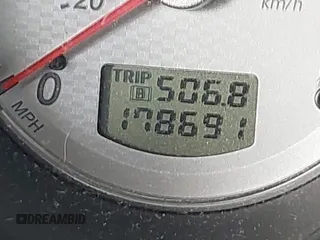 20
km/h
TRIP
B 506.8
178691
0
MPH
DREAMBID